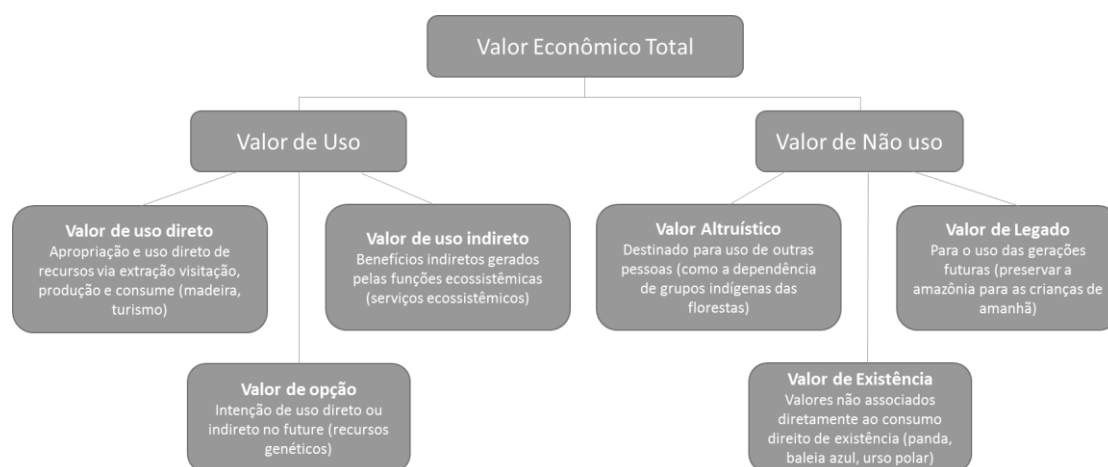 Valor Econômico Total
Valor de Uso
Valor de Não uso
Valor de uso direto
Apropriação e uso direto de
recursos via extração visitação,
produção e consume (madeira,
turismo)
Valor de uso indireto
Benefícios indiretos gerados
pelas funções ecossistêmicas
(serviços ecossistêmicos)
Valor Altruístico
Destinado para uso de outras
pessoas (como a dependência
de grupos indígenas das
florestas)
Valor de Legado
Para o uso das gerações
futuras (preservar a
amazônia para as crianças de
amanhã)
Valor de opção
Intenção de uso direto ou
indireto no future (recursos
genéticos)
Valor de Existência
Valores não associados
diretamente ao consumo
direito de existência (panda,
baleia azul, urso polar)